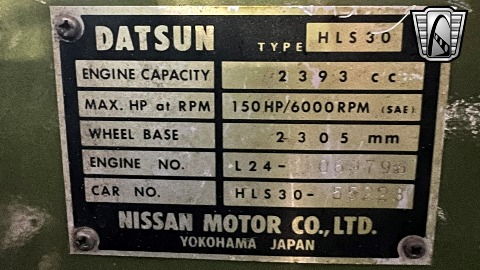 DATSUN TYPE HLS30
ENGINE CAPACITY 2393 cc
MAX. HP at RPM 150HP/6000RPM (SAE)
WHEEL BASE 2305 mm
ENGINE NO. L24-
CAR NO. HLS30-
NISSAN MOTOR CO., LTD.
YOKOHAMA JAPAN